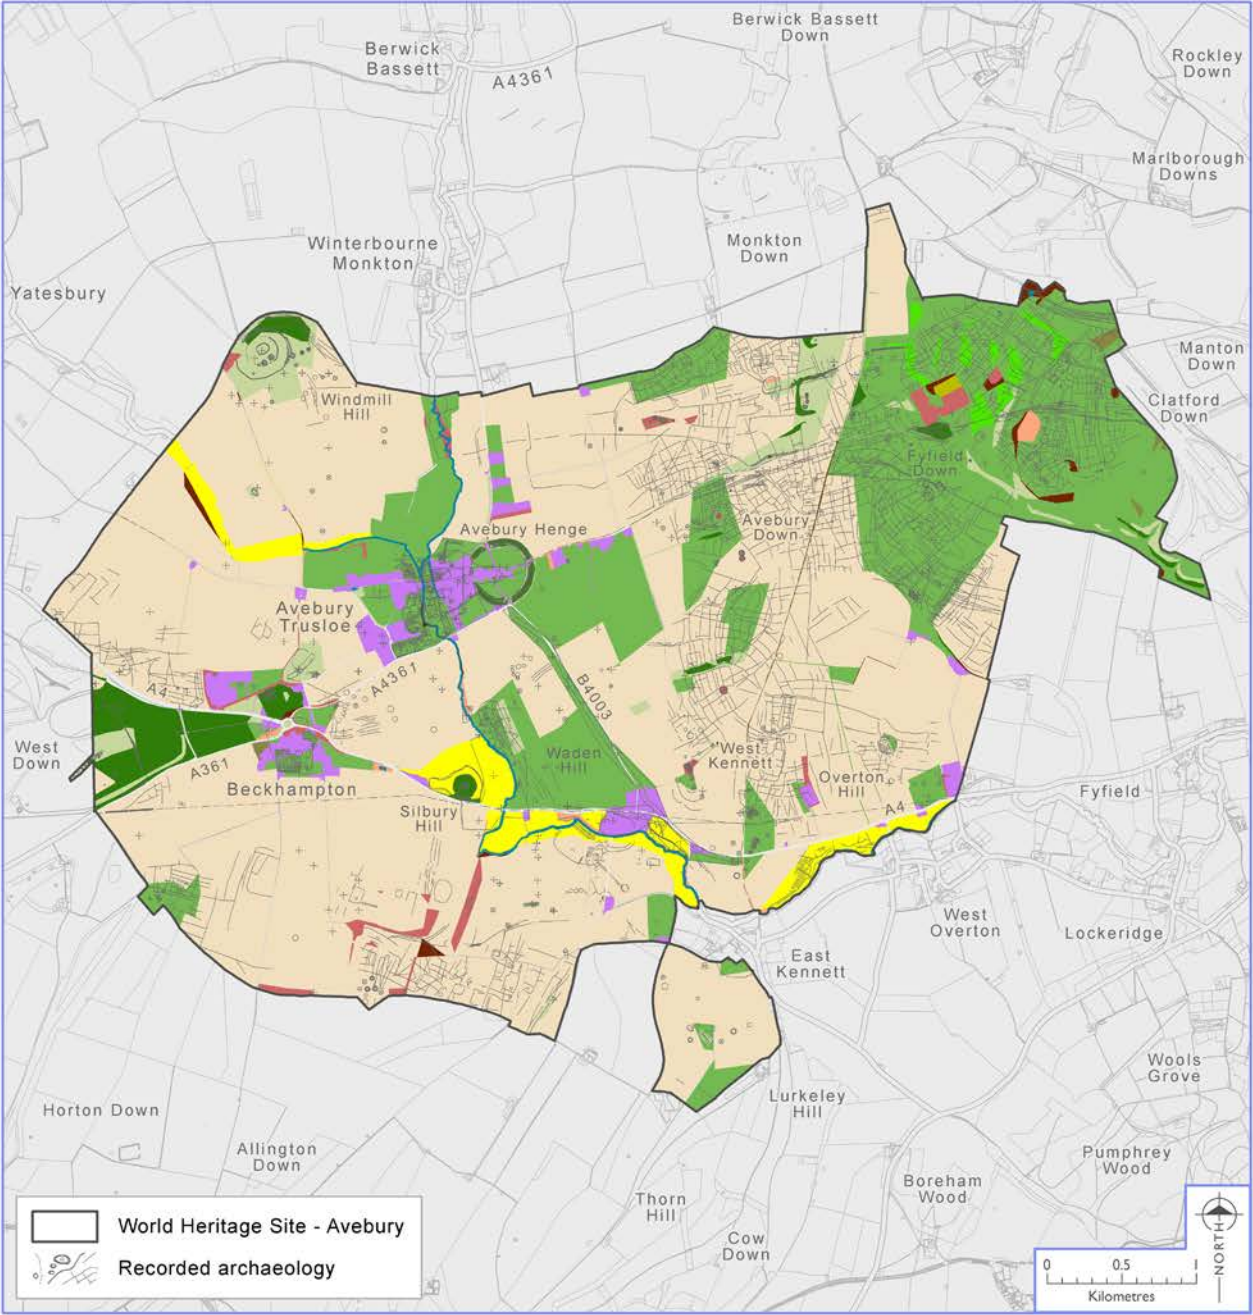 Berwick Bassett
Down
Berwick
Bassett
A4361
Rockley
Down
Marlborough
Downs
Winterbourne
Monkton
Monkton
Down
Yatesbury
Manton
Down
Windmill
Hill
Clatford
Down
Fyfield
Down
Avebury Henge
Avebury
Down
Avebury
Trusloe
A4361
A4
B4003
West
Down
A361
Beckhampton
Waden
Hill
West
Kennett
Overton
Hill
Fyfield
A4
Silbury
Hill
West
Overton
Lockeridge
East
Kennett
Wools
Grove
Horton Down
Lurkeley
Hill
Allington
Down
Pumphrey
Wood
Boreham
Wood
Thorn
Hill
Cow
Down
World Heritage Site - Avebury
Recorded archaeology
NORTH
0 0.5 1
Kilometres